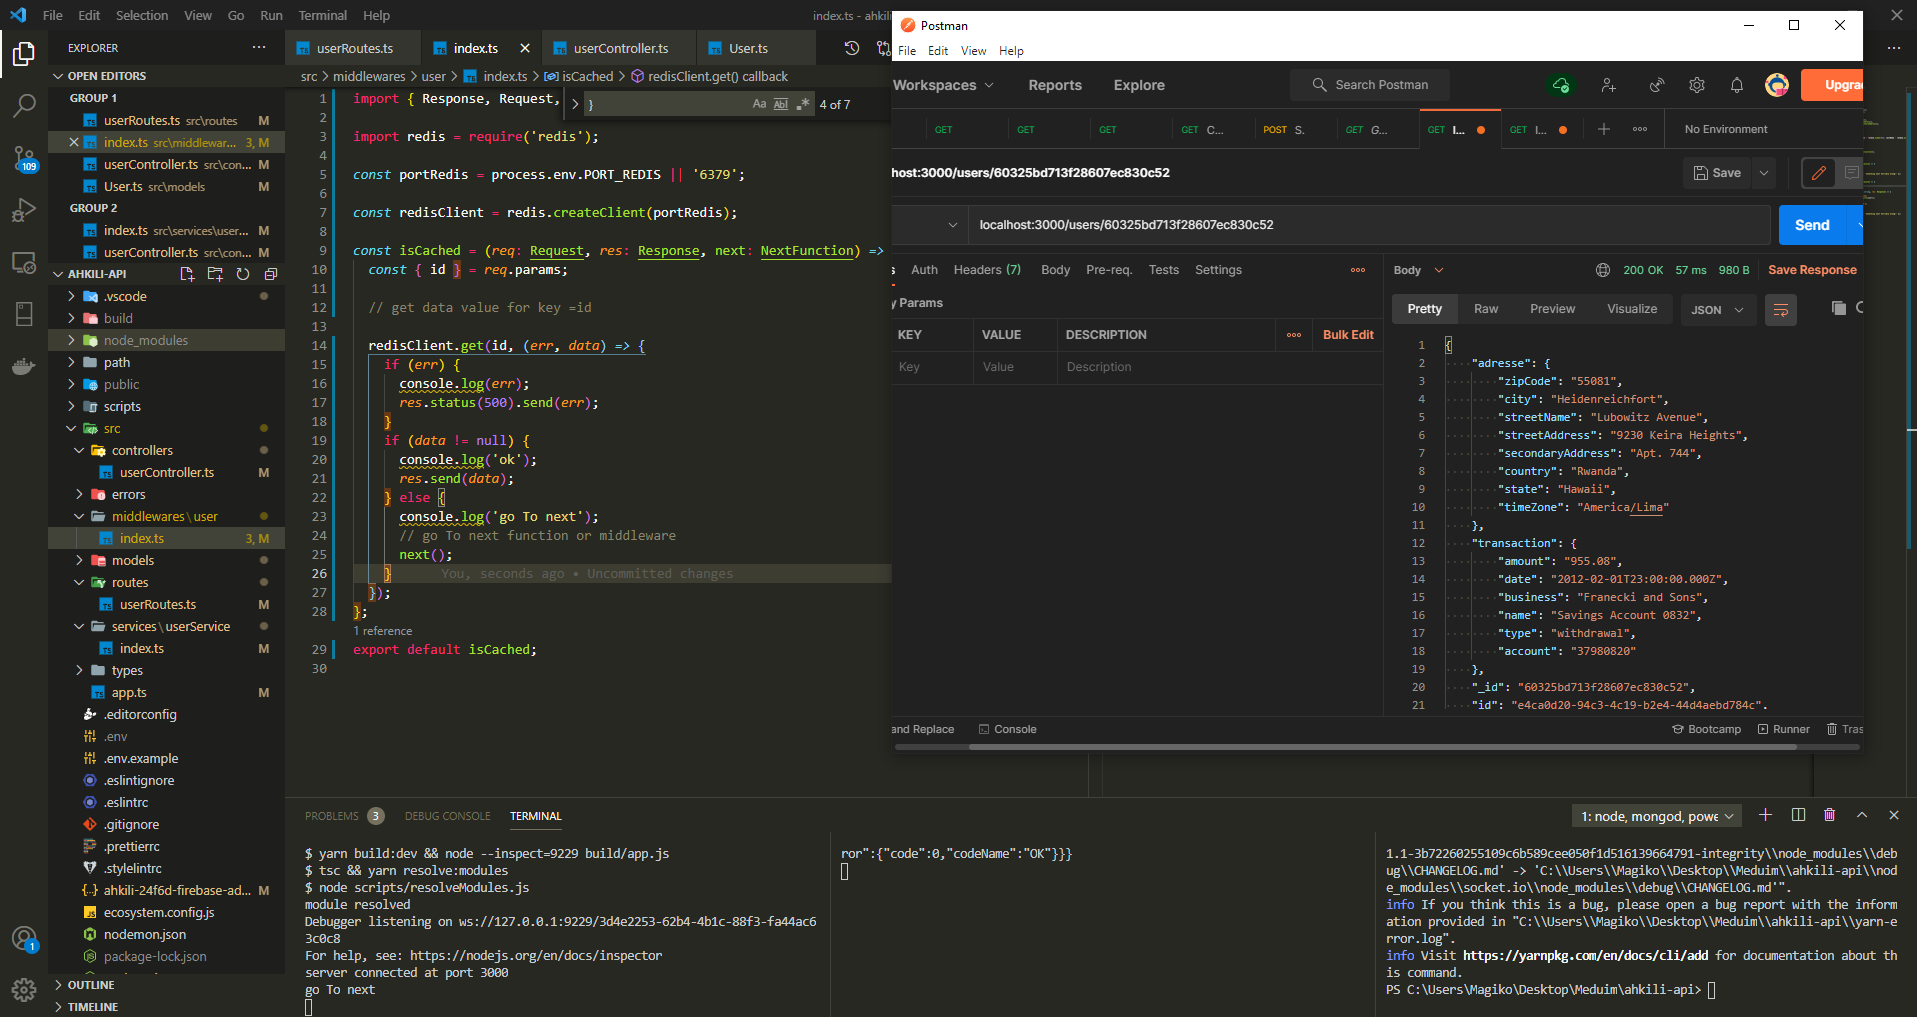 File Edit Selection View Go Run Terminal Help
index.ts - ahkili
EXPLORER
OPEN EDITORS
GROUP 1
userRoutes.ts src\routes M
index.ts src\middlewar... 3, M
userController.ts src\con... M
User.ts src\models M
GROUP 2
index.ts src\services\user... M
userController.ts src\con... M
AHKILI-API
.vscode
build
node_modules
path
public
scripts
src
controllers
userController.ts M
errors
middlewares\user
index.ts 3, M
models
routes
userRoutes.ts M
services\userService
index.ts M
types
app.ts M
.editorconfig
.env
.env.example
.eslintignore
.eslintrc
.gitignore
.prettierrc
.stylelintrc
ahkili-24f6d-firebase-ad... M
ecosystem.config.js
nodemon.json
package-lock.json
OUTLINE
TIMELINE
109
1
userRoutes.ts index.ts userController.ts User.ts
src > middlewares > user > index.ts > isCached > redisClient.get() callback
} Aa Abl .* 4 of 7
1 import { Response, Request,
2
3 import redis = require('redis');
4
5 const portRedis = process.env.PORT_REDIS || '6379';
6
7 const redisClient = redis.createClient(portRedis);
8
9 const isCached = (req: Request, res: Response, next: NextFunction) =>
10 const { id } = req.params;
11
12 // get data value for key =id
13
14 redisClient.get(id, (err, data) => {
15 if (err) {
16 console.log(err);
17 res.status(500).send(err);
18 }
19 if (data != null) {
20 console.log('ok');
21 res.send(data);
22 } else {
23 console.log('go To next');
24 // go To next function or middleware
25 next();
26 } You, seconds ago • Uncommitted changes
27 });
28 };
1 reference
29 export default isCached;
30
Postman
File Edit View Help
Workspaces Reports Explore Search Postman Upgra
GET GET GET GET C... POST S. GET G... GET I... GET I... No Environment
host:3000/users/60325bd713f28607ec830c52 Save
localhost:3000/users/60325bd713f28607ec830c52 Send
s Auth Headers (7) Body Pre-req. Tests Settings
y Params
KEY VALUE DESCRIPTION Bulk Edit
Key Value Description
Body 200 OK 57 ms 980 B Save Response
Pretty Raw Preview Visualize JSON
1 {
2 "adresse": {
3 "zipCode": "55081",
4 "city": "Heidenreichfort",
5 "streetName": "Lubowitz Avenue",
6 "streetAddress": "9230 Keira Heights",
7 "secondaryAddress": "Apt. 744",
8 "country": "Rwanda",
9 "state": "Hawaii",
10 "timeZone": "America/Lima"
11 },
12 "transaction": {
13 "amount": "955.08",
14 "date": "2012-02-01T23:00:00.000Z",
15 "business": "Franecki and Sons",
16 "name": "Savings Account 0832",
17 "type": "withdrawal",
18 "account": "37980820"
19 },
20 "_id": "60325bd713f28607ec830c52",
21 "id": "e4ca0d20-94c3-4c19-b2e4-44d4aebd784c".
and Replace Console Bootcamp Runner Tras
PROBLEMS 3 DEBUG CONSOLE TERMINAL
1: node, mongod, powe
$ yarn build:dev && node --inspect=9229 build/app.js
$ tsc && yarn resolve:modules
$ node scripts/resolveModules.js
module resolved
Debugger listening on ws://127.0.0.1:9229/3d4e2253-62b4-4b1c-88f3-fa44ac6
3c0c8
For help, see: https://nodejs.org/en/docs/inspector
server connected at port 3000
go To next
ror":{"code":0,"codeName":"OK"}}}
1.1-3b72260255109c6b589cee050f1d516139664791-integrity\\node_modules\\deb
ug\\CHANGELOG.md' -> 'C:\\Users\\Magiko\\Desktop\\Meduim\\ahkili-api\\nod
e_modules\\socket.io\\node_modules\\debug\\CHANGELOG.md'".
info If you think this is a bug, please open a bug report with the inform
ation provided in "C:\\Users\\Magiko\\Desktop\\Meduim\\ahkili-api\\yarn-e
rror.log".
info Visit https://yarnpkg.com/en/docs/cli/add for documentation about th
is command.
PS C:\Users\Magiko\Desktop\Meduim\ahkili-api>